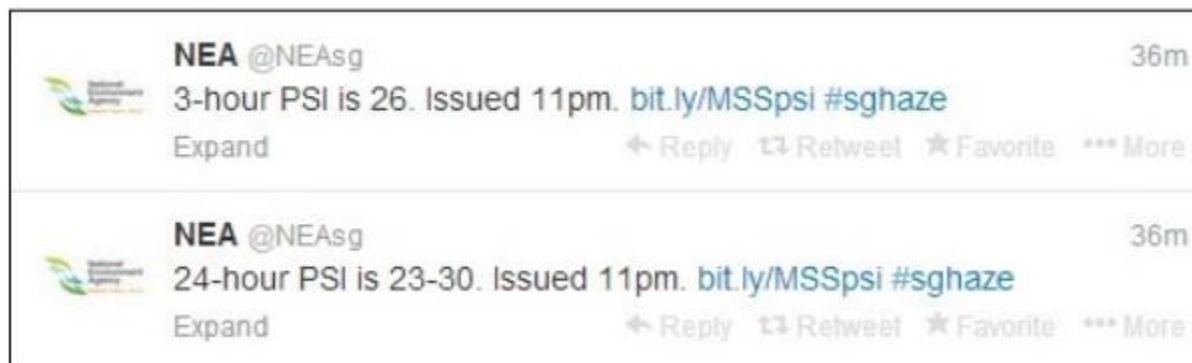 NEA @NEAsg 36m
3-hour PSI is 26. Issued 11pm. bit.ly/MSSpsi #sghaze
Expand Reply Retweet Favorite More
NEA @NEAsg 36m
24-hour PSI is 23-30. Issued 11pm. bit.ly/MSSpsi #sghaze
Expand Reply Retweet Favorite More